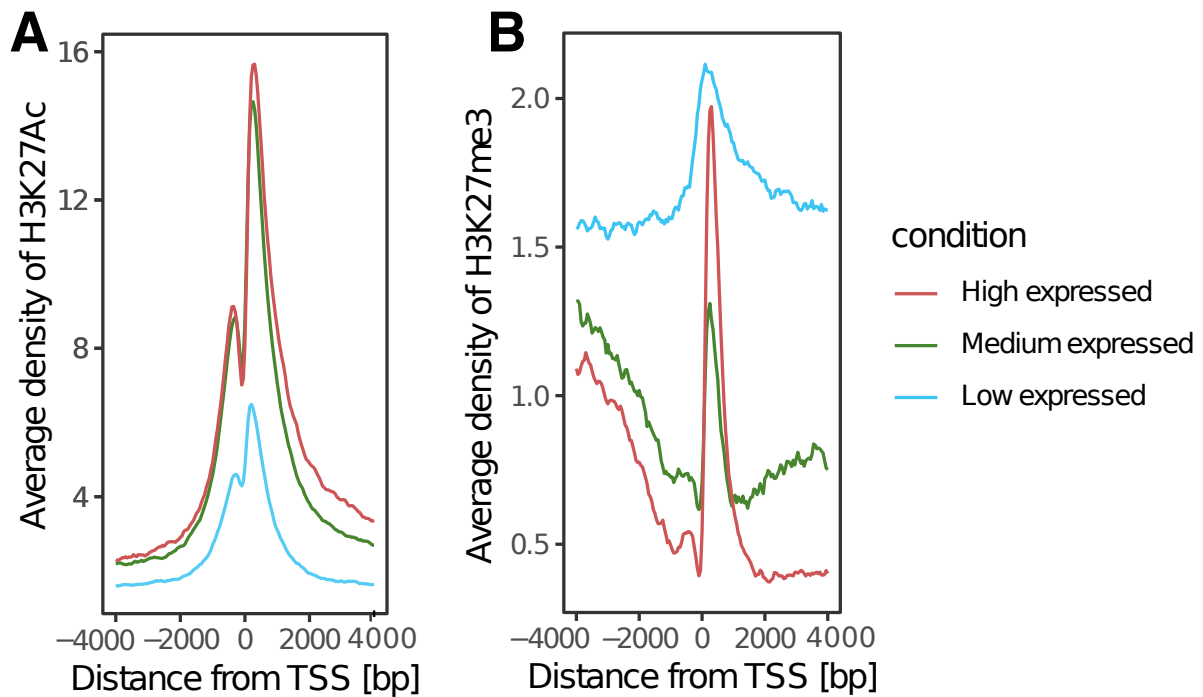 A
B
Average density of H3K27Ac
16
12
8
4
−4000 −2000 0 2000 4000
Distance from TSS [bp]
Average density of H3K27me3
2.0
1.5
1.0
0.5
−4000 −2000 0 2000 4000
Distance from TSS [bp]
condition
High expressed
Medium expressed
Low expressed